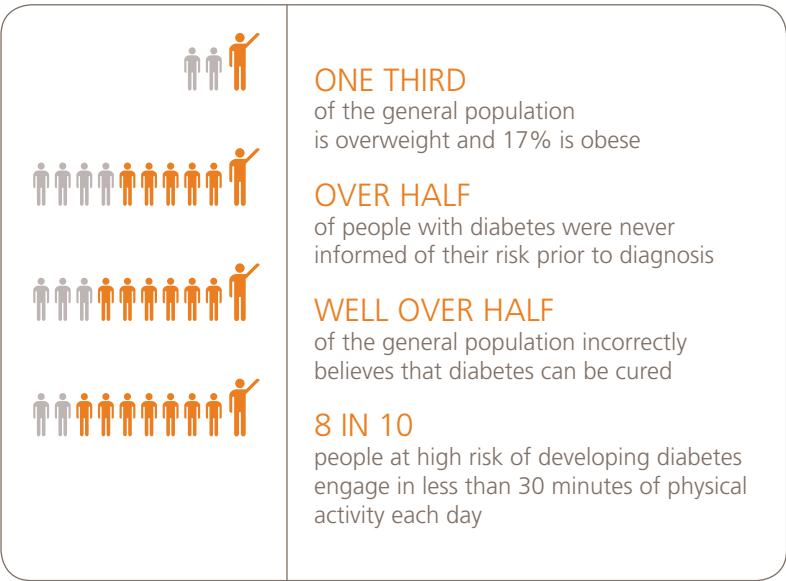 ONE THIRD
of the general population
is overweight and 17% is obese
OVER HALF
of people with diabetes were never
informed of their risk prior to diagnosis
WELL OVER HALF
of the general population incorrectly
believes that diabetes can be cured
8 IN 10
people at high risk of developing diabetes
engage in less than 30 minutes of physical
activity each day